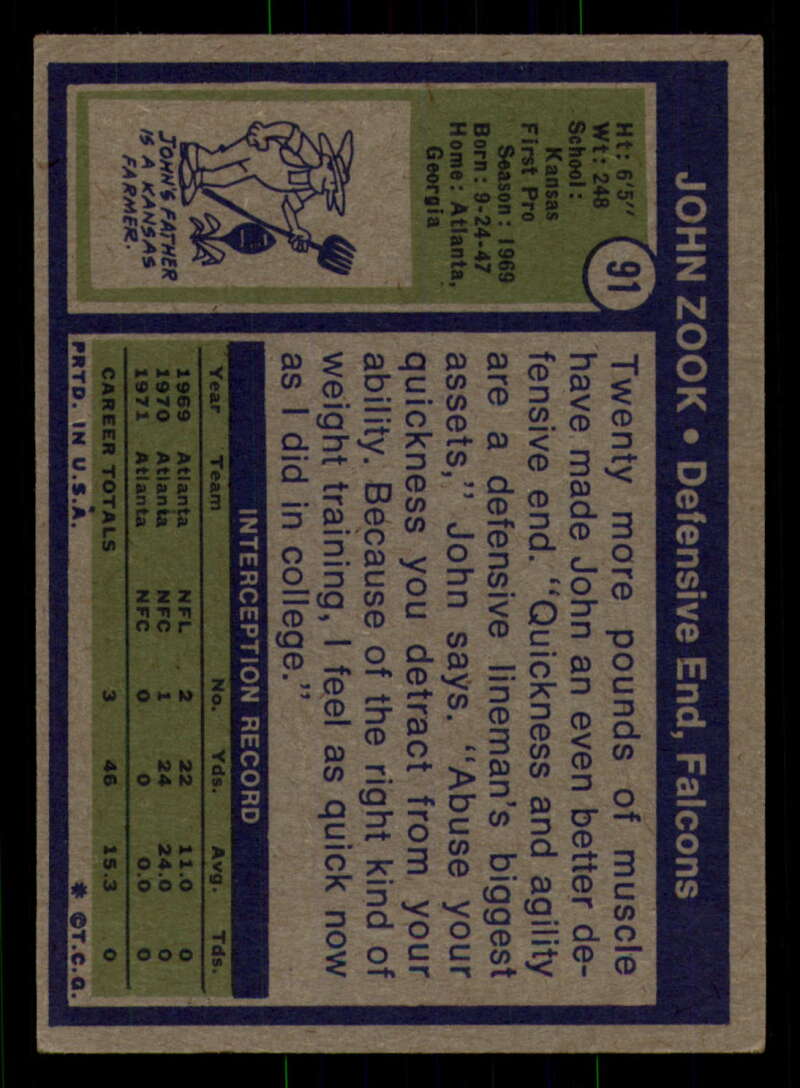 JOHN ZOOK • Defensive End, Falcons
91
Ht: 6'5"
Wt: 248
School:
Kansas
First Pro
Season: 1969
Born: 9-24-47
Home: Atlanta,
Georgia
JOHN'S FATHER
IS A KANSAS
FARMER.
Twenty more pounds of muscle
have made John an even better de-
fensive end. "Quickness and agility
are a defensive lineman's biggest
assets," John says. "Abuse your
quickness you detract from your
ability. Because of the right kind of
weight training, I feel as quick now
as I did in college."
INTERCEPTION RECORD
Year Team No. Yds. Avg. Tds.
1969 Atlanta NFL 2 22 11.0 0
1970 Atlanta NFC 1 24 24.0 0
1971 Atlanta NFC 0 0 0.0 0
CAREER TOTALS 3 46 15.3 0
PRTD. IN U.S.A. * ©T.C.G.